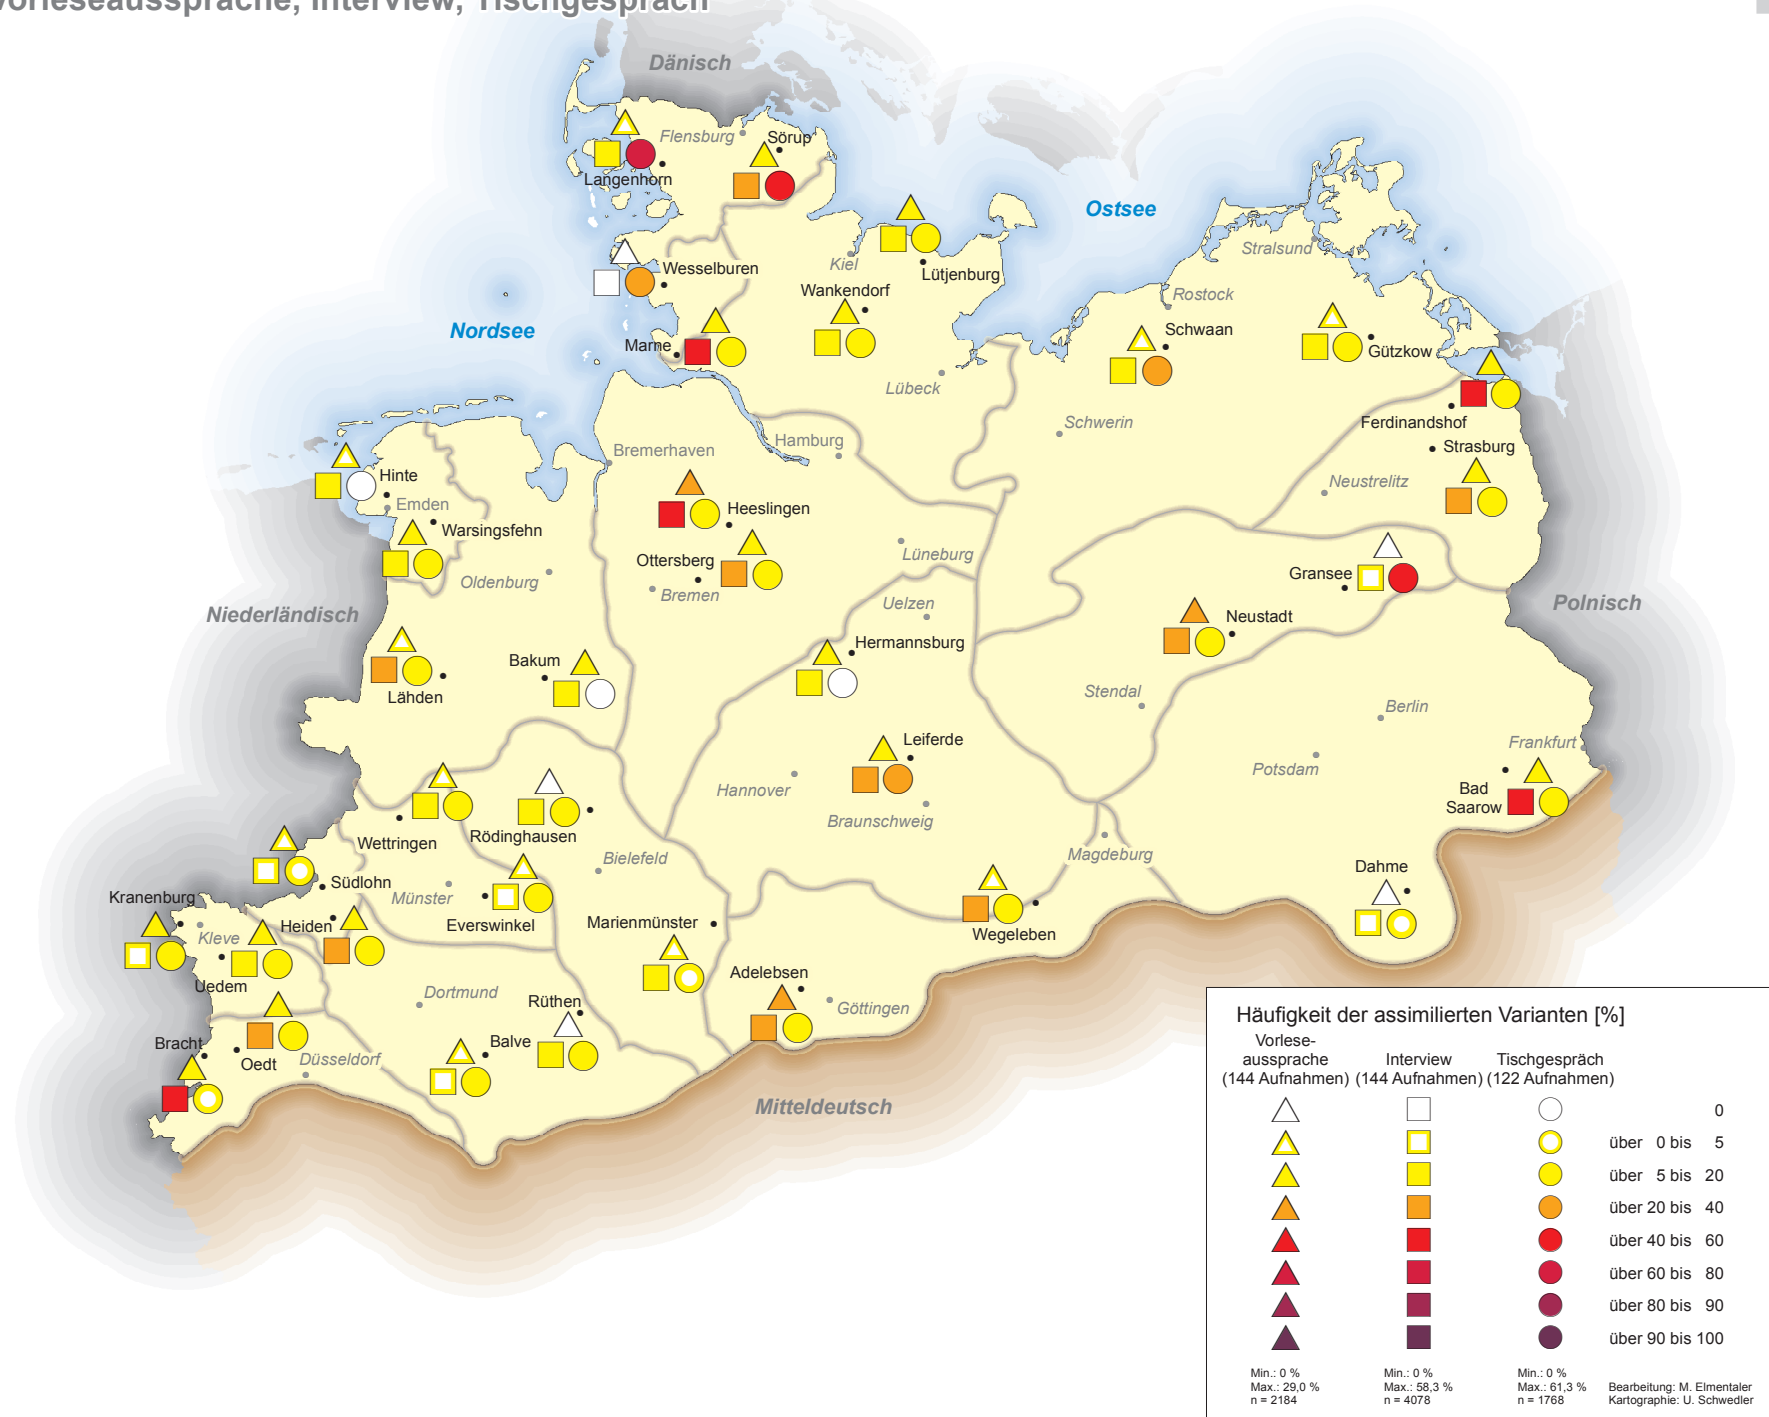 Vorleseaussprache, Interview, Tischgespräch
Dänisch
Flensburg
Sörup
Langenhorn
Ostsee
Stralsund
Kiel
Lütjenburg
Wesselburen
Wankendorf
Rostock
Nordsee
Schwaan
Marne
Gützkow
Lübeck
Schwerin
Ferdinandshof
Hamburg
Bremerhaven
Strasburg
Hinte
Neustrelitz
Emden
Heeslingen
Warsingsfehn
Ottersberg
Lüneburg
Oldenburg
Bremen
Gransee
Uelzen
Niederländisch
Polnisch
Neustadt
Hermannsburg
Bakum
Lähden
Stendal
Berlin
Leiferde
Frankfurt
Potsdam
Hannover
Bad
Saarow
Braunschweig
Rödinghausen
Wettringen
Magdeburg
Bielefeld
Dahme
Südlohn
Kranenburg
Münster
Heiden
Everswinkel
Marienmünster
Wegeleben
Kleve
Uedem
Adelebsen
Dortmund
Rüthen
Göttingen
Balve
Bracht
Oedt
Düsseldorf
Mitteldeutsch
Häufigkeit der assimilierten Varianten [%]
Vorlese-
aussprache Interview Tischgespräch
(144 Aufnahmen) (144 Aufnahmen) (122 Aufnahmen)
0
über 0 bis 5
über 5 bis 20
über 20 bis 40
über 40 bis 60
über 60 bis 80
über 80 bis 90
über 90 bis 100
Min.: 0 % Min.: 0 % Min.: 0 %
Max.: 29,0 % Max.: 58,3 % Max.: 61,3 % Bearbeitung: M. Elmentaler
n = 2184 n = 4078 n = 1768 Kartographie: U. Schwedler